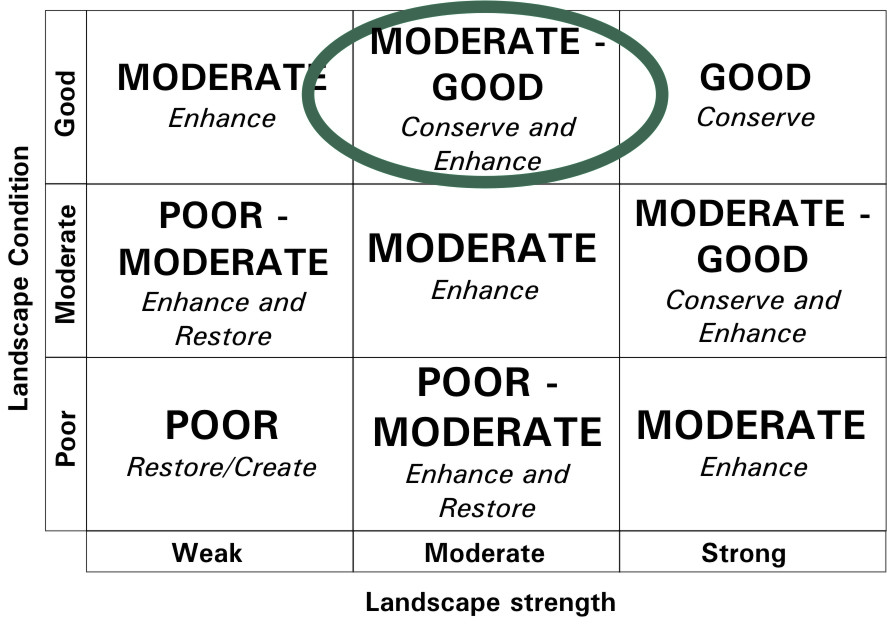 Landscape Condition
Good
MODERATE
Enhance
MODERATE -
GOOD
Conserve and
Enhance
GOOD
Conserve
Moderate
POOR -
MODERATE
Enhance and
Restore
MODERATE
Enhance
MODERATE -
GOOD
Conserve and
Enhance
Poor
POOR
Restore/Create
POOR -
MODERATE
Enhance and
Restore
MODERATE
Enhance
Weak
Moderate
Strong
Landscape strength